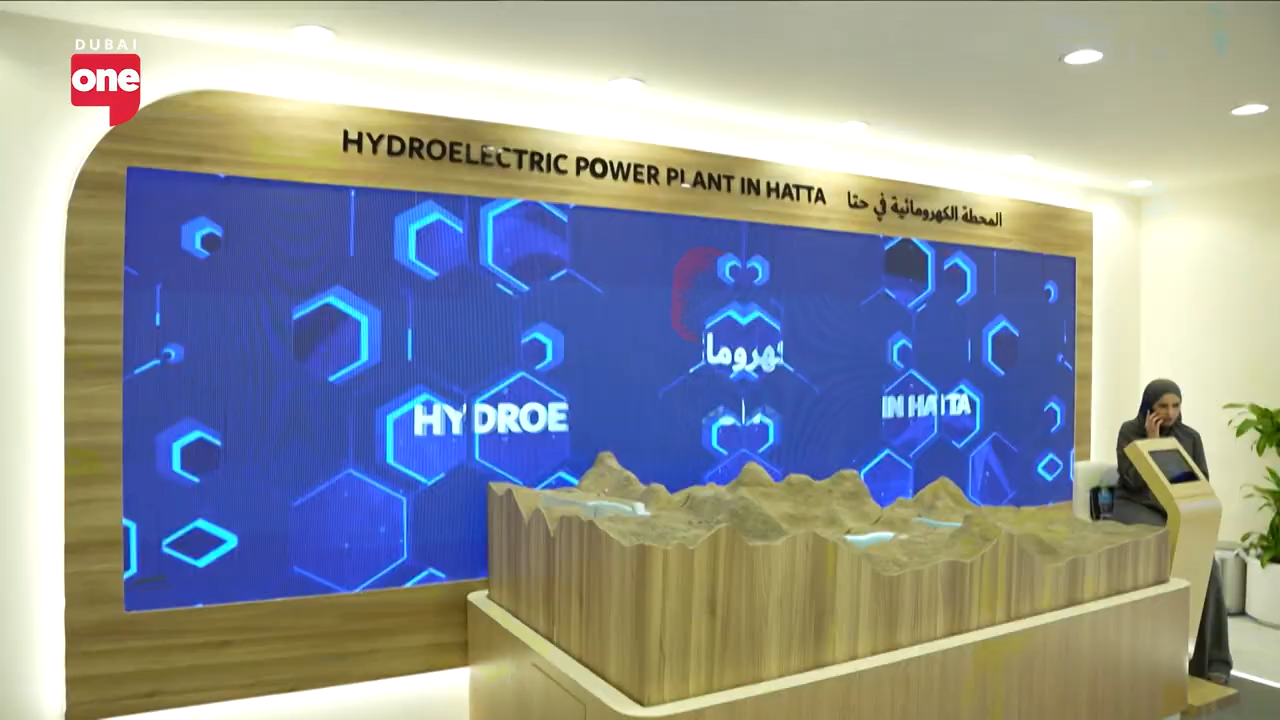 DUBAI
one
HYDROELECTRIC POWER PLANT IN HATTA المحطة الكهرومائية في حتا
هروما
HYDROE
IN HATTA